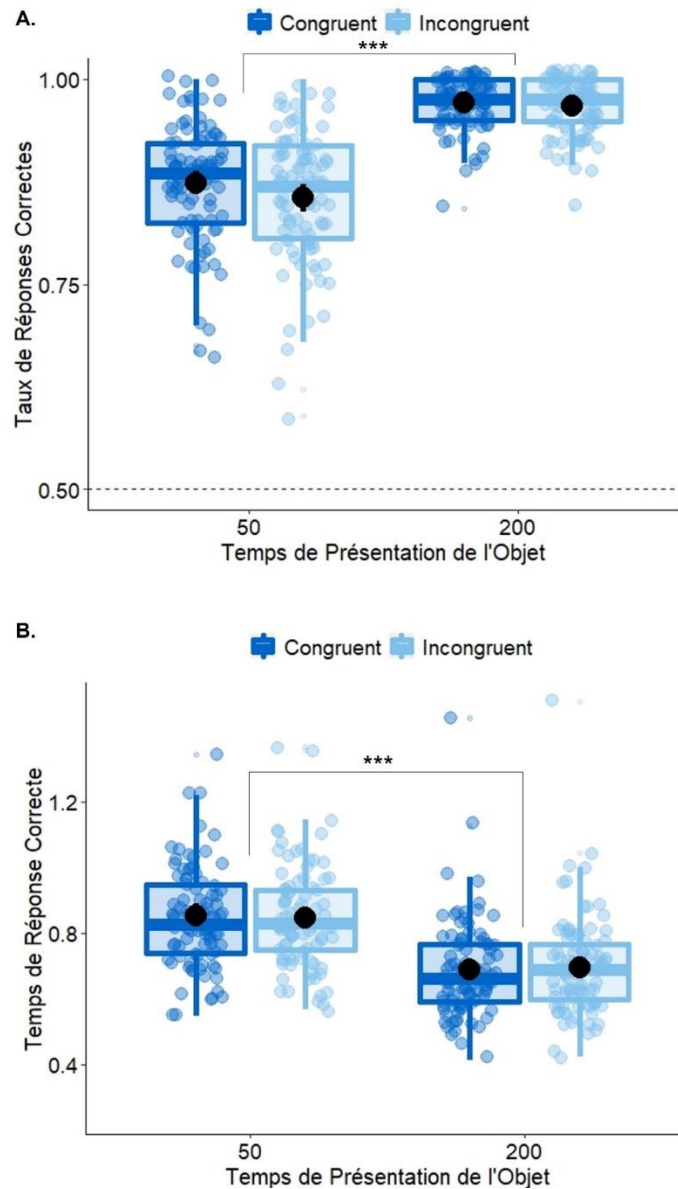 A.
Congruent Incongruent
***
1.00
0.75
0.50
Taux de Réponses Correctes
50 200
Temps de Présentation de l'Objet
B.
Congruent Incongruent
***
1.2
0.8
0.4
Temps de Réponse Correcte
50 200
Temps de Présentation de l'Objet